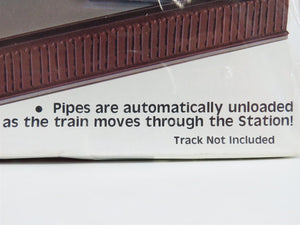 • Pipes are automatically unloaded
as the train moves through the Station!
Track Not Included